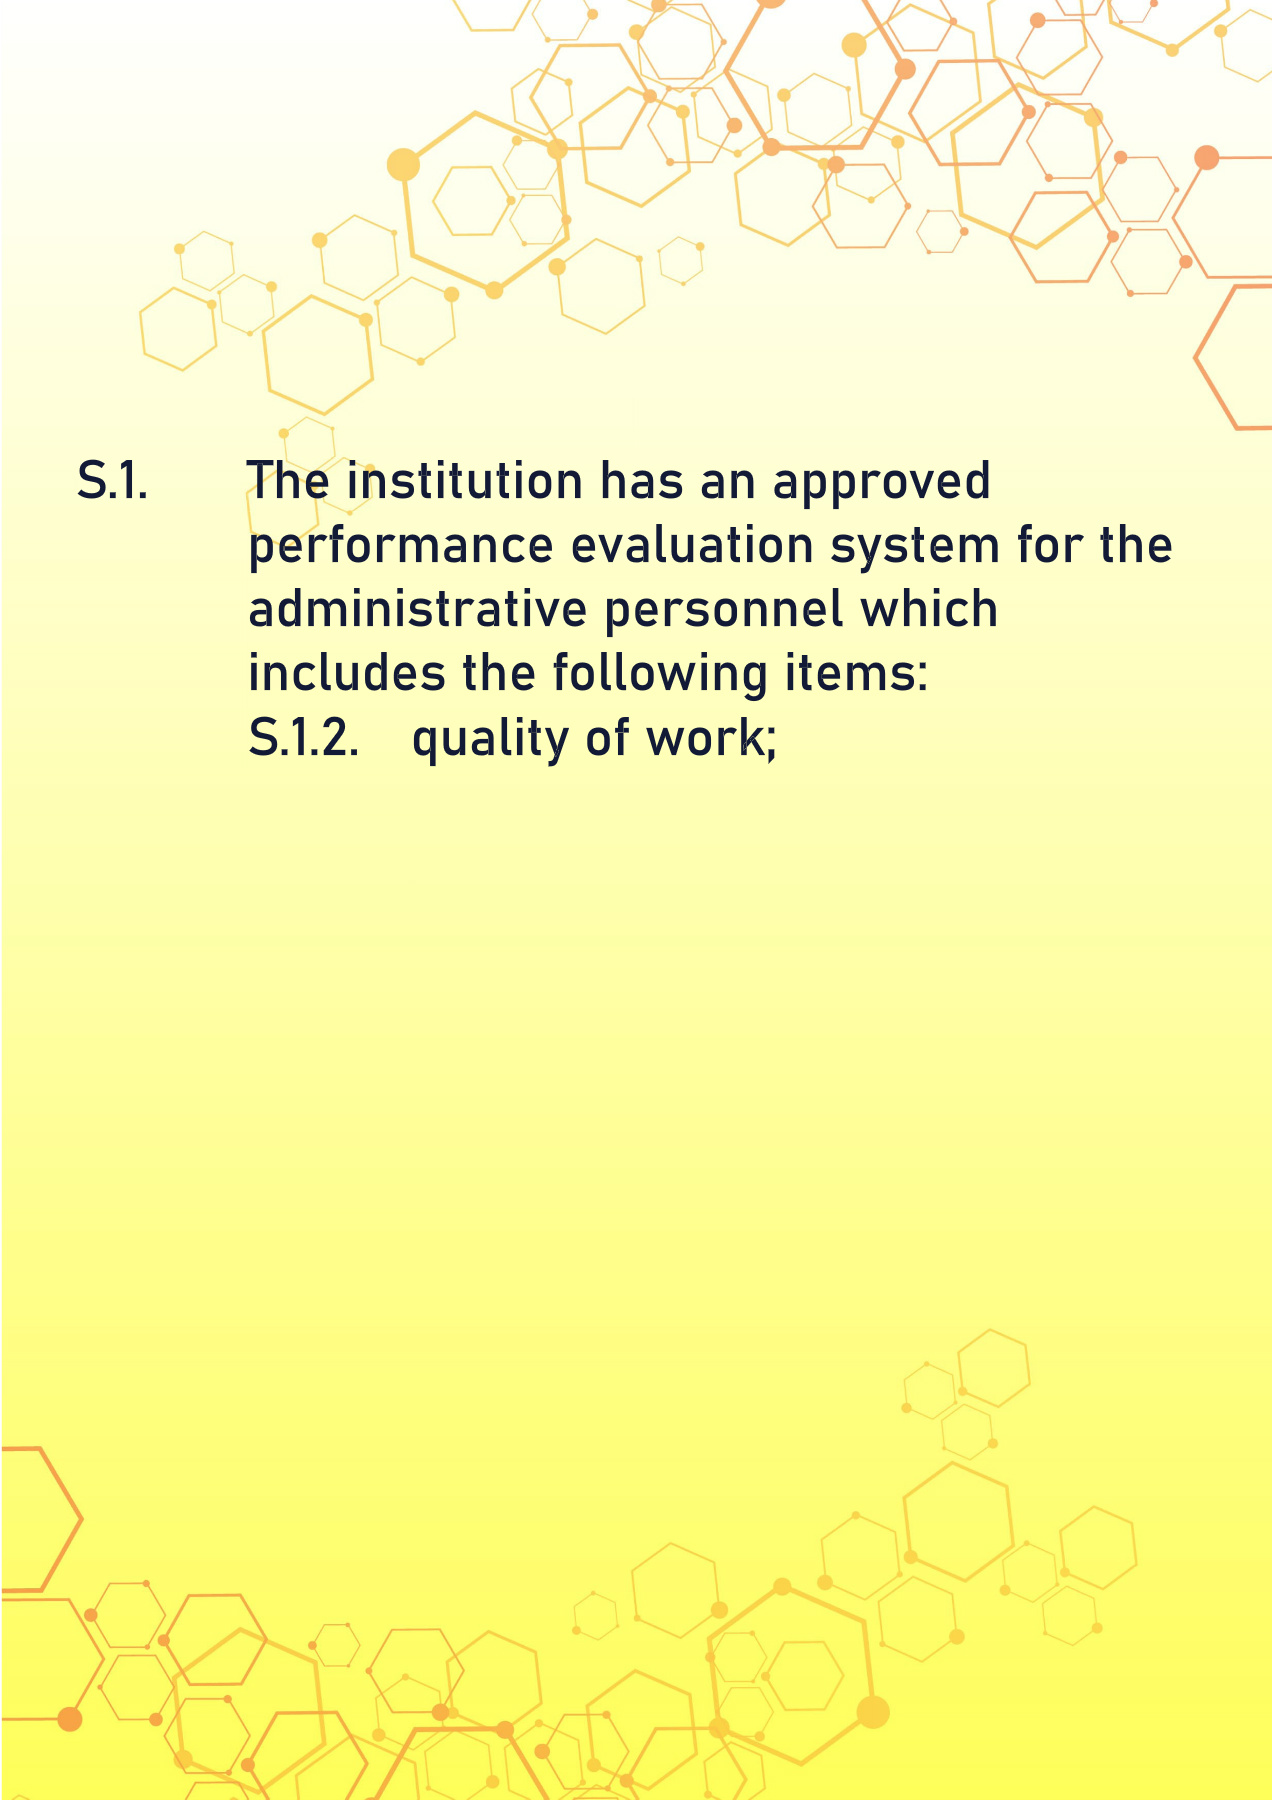 S.1. The institution has an approved
performance evaluation system for the
administrative personnel which
includes the following items:
S.1.2. quality of work;